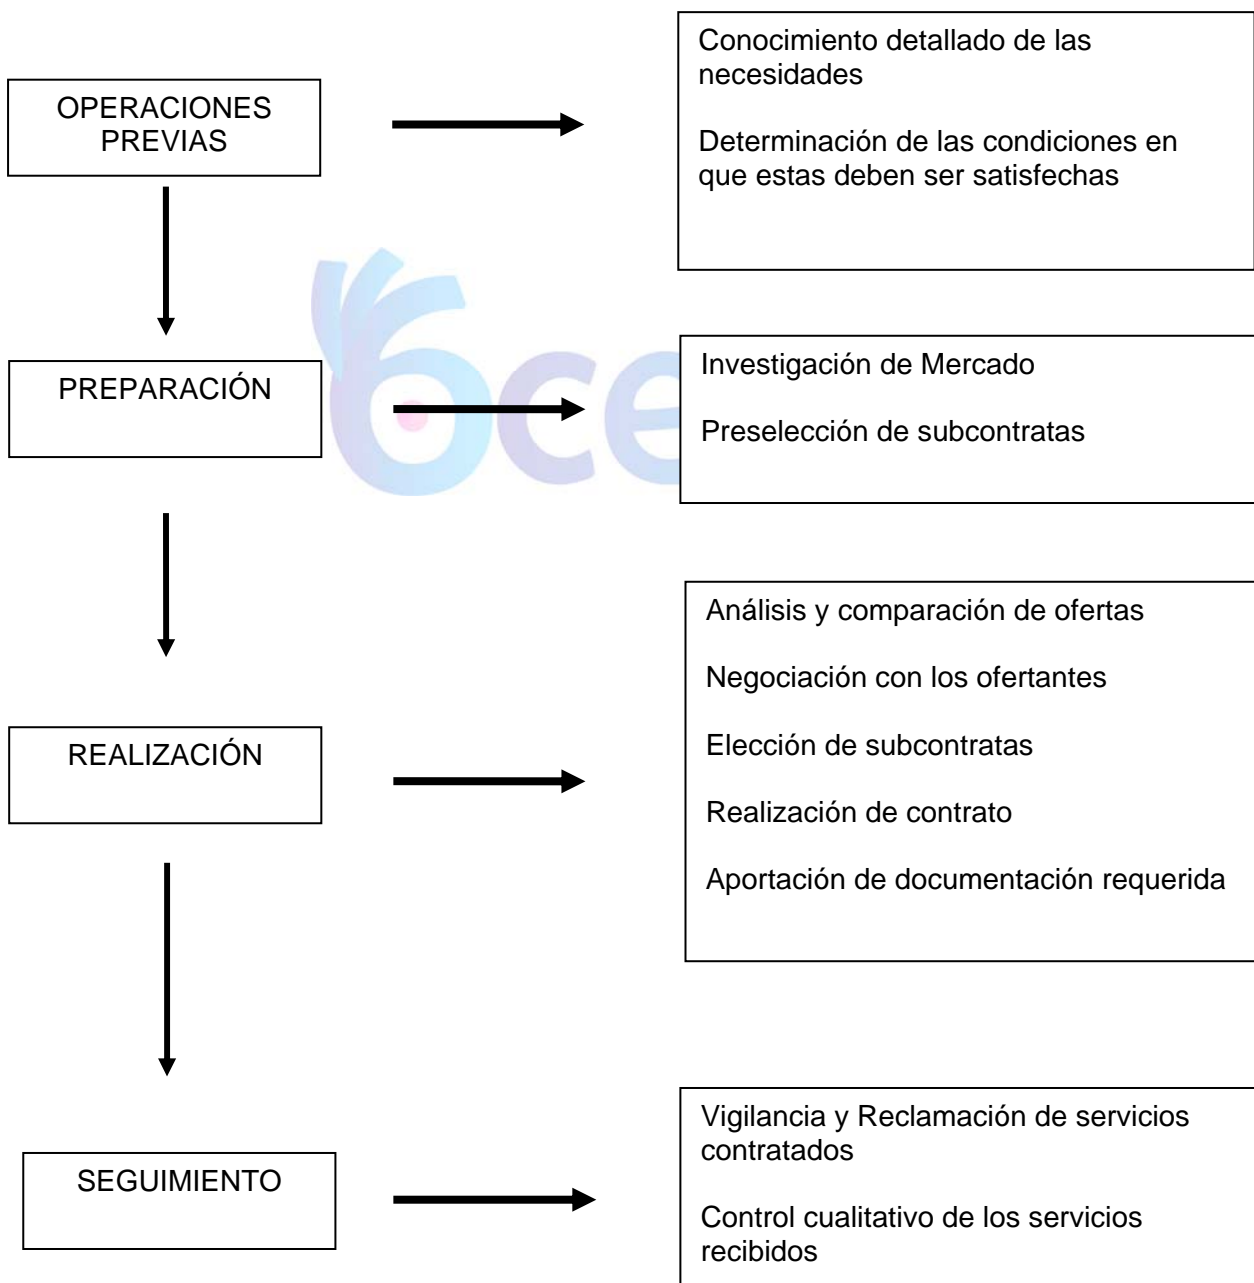 OPERACIONES
PREVIAS
Conocimiento detallado de las
necesidades
Determinación de las condiciones en
que estas deben ser satisfechas
PREPARACIÓN
Investigación de Mercado
Preselección de subcontratas
REALIZACIÓN
Análisis y comparación de ofertas
Negociación con los ofertantes
Elección de subcontratas
Realización de contrato
Aportación de documentación requerida
SEGUIMIENTO
Vigilancia y Reclamación de servicios
contratados
Control cualitativo de los servicios
recibidos